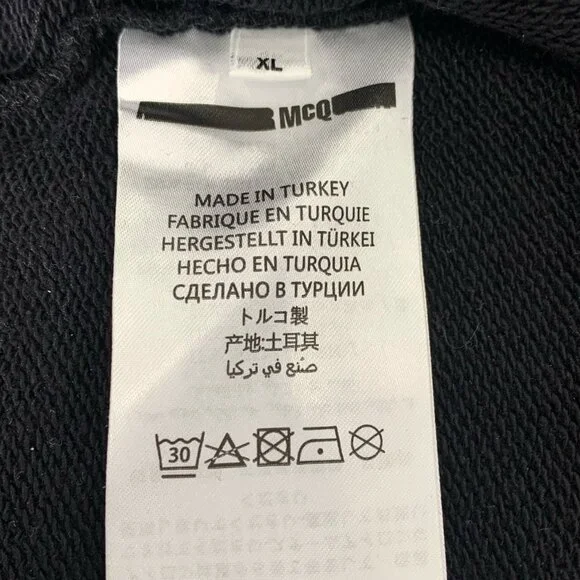 XL
McQ
MADE IN TURKEY
FABRIQUE EN TURQUIE
HERGESTELLT IN TÜRKEI
HECHO EN TURQUIA
СДЕЛАНО В ТУРЦИИ
トルコ製
产地:土耳其
صُنع في تركيا
30